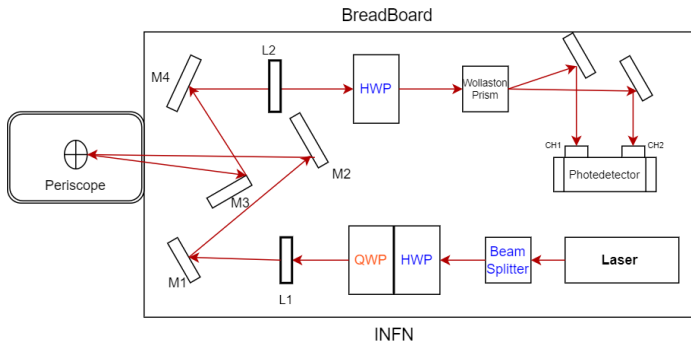 BreadBoard
M4
L2
HWP
Wollaston
Prism
M2
CH1
CH2
Periscope
M3
Photedetector
M1
L1
QWP
HWP
Beam
Splitter
Laser
INFN